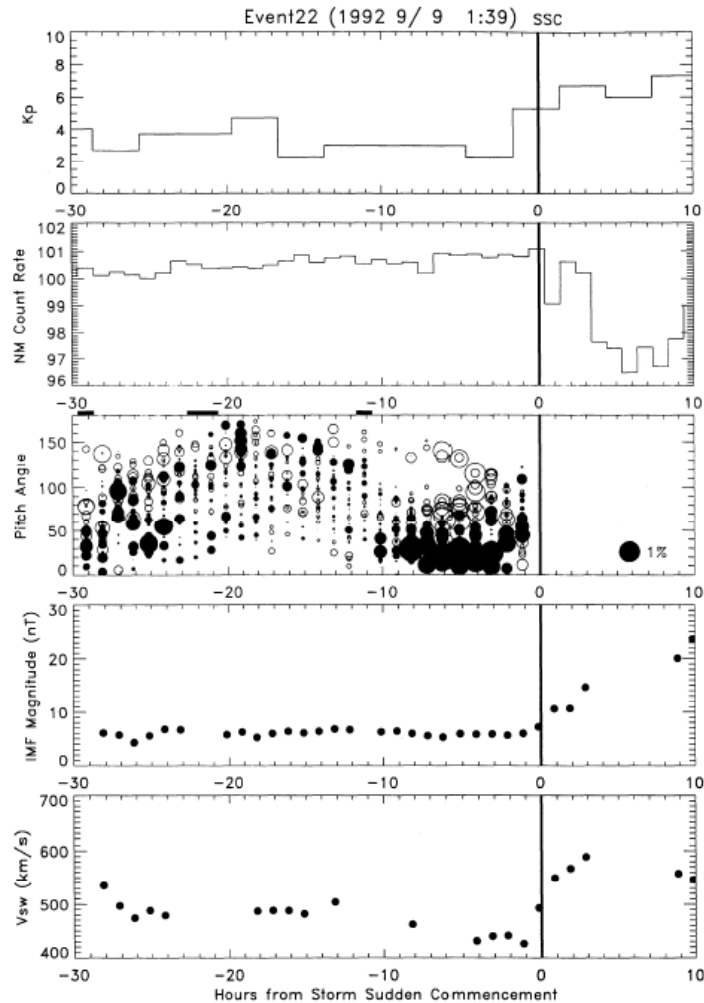 Event22 (1992 9/ 9 1:39) SSC
10
8
6
4
2
0
Kp
-30 -20 -10 0 10
102
101
100
99
98
97
96
NM Count Rate
-30 -20 -10 0 10
150
100
50
0
Pitch Angle
1%
-30 -20 -10 0 10
30
20
10
0
IMF Magnitude (nT)
-30 -20 -10 0 10
700
600
500
400
Vsw (km/s)
-30 -20 -10 0 10
Hours from Storm Sudden Commencement